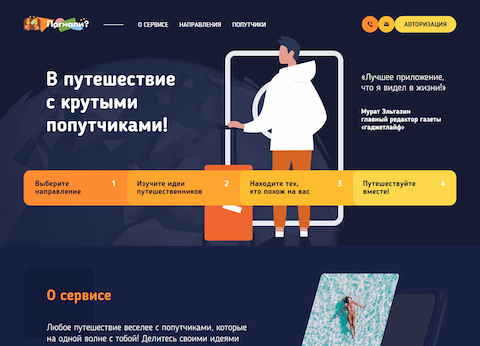 Погнали?
О СЕРВИСЕ
НАПРАВЛЕНИЯ
ПОПУТЧИКИ
АВТОРИЗАЦИЯ
В путешествие
с крутыми
попутчиками!
«Лучшее приложение,
что я видел в жизни!»
Мурат Эльгазин
главный редактор газеты
«гаджетлайф»
Выберите 1
направление
Изучите идеи 2
путешественников
Находите тех, 3
кто похож на вас
Путешествуйте 4
вместе!
О сервисе
Любое путешествие веселее с попутчиками, которые
на одной волне с тобой! Делитесь своими идеями